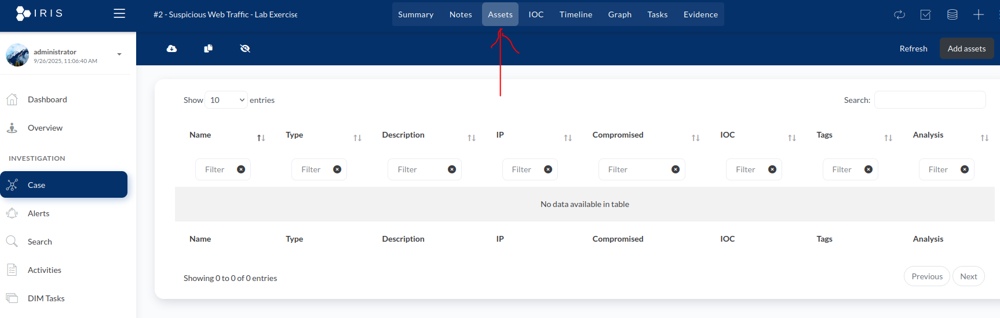 IRIS
#2 - Suspicious Web Traffic - Lab Exercise
Summary Notes Assets IOC Timeline Graph Tasks Evidence
administrator
9/26/2025, 11:06:40 AM
Refresh Add assets
Dashboard
Overview
INVESTIGATION
Case
Alerts
Search
Activities
DIM Tasks
Show 10 entries Search:
Name Type Description IP Compromised IOC Tags Analysis
Filter Filter Filter Filter Filter Filter Filter Filter
No data available in table
Name Type Description IP Compromised IOC Tags Analysis
Showing 0 to 0 of 0 entries
Previous Next